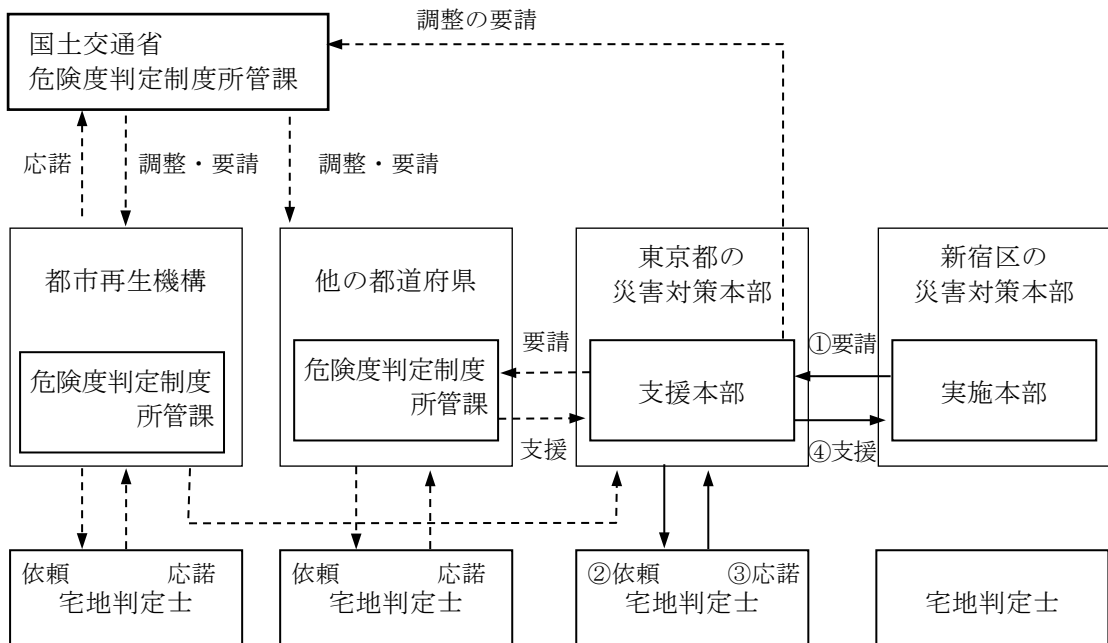 調整の要請
国土交通省
危険度判定制度所管課
応諾
調整・要請
調整・要請
都市再生機構
危険度判定制度
所管課
他の都道府県
危険度判定制度
所管課
要請
支援
東京都の
災害対策本部
支援本部
①要請
④支援
新宿区の
災害対策本部
実施本部
依頼
応諾
宅地判定士
依頼
応諾
宅地判定士
②依頼
③応諾
宅地判定士
宅地判定士